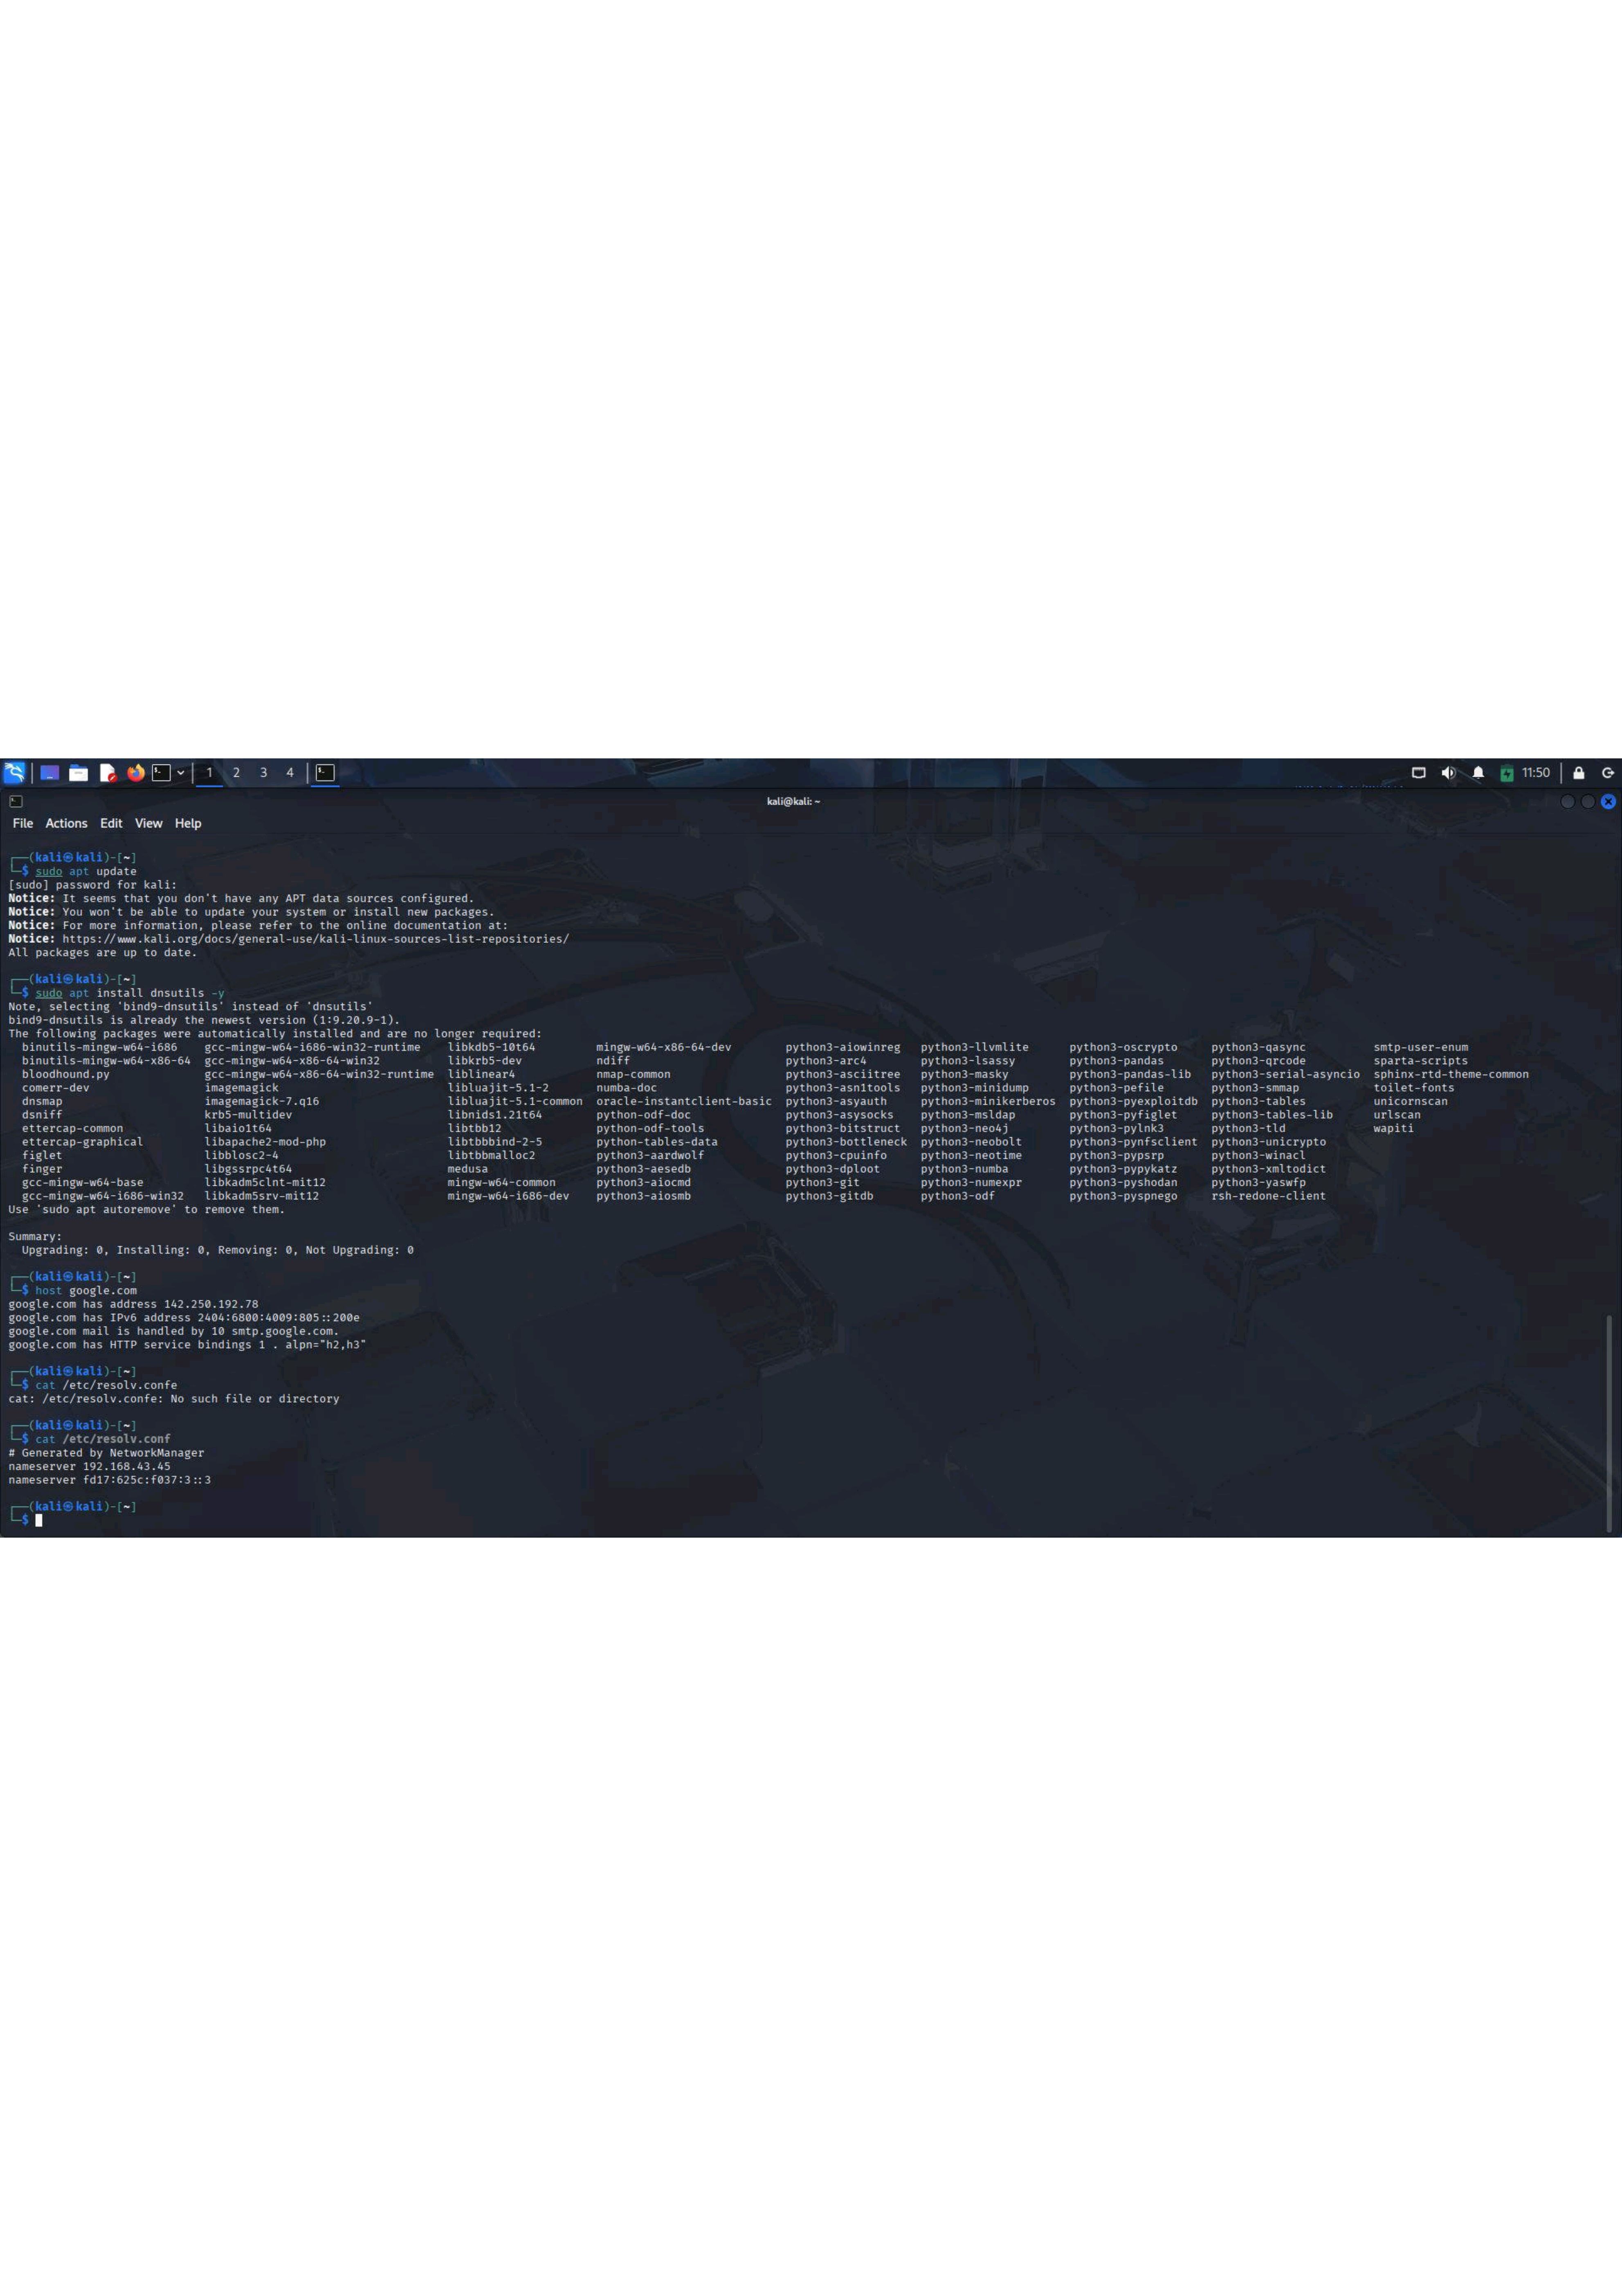 1 2 3 4 11:50
kali@kali: ~
File Actions Edit View Help
┌──(kali㉿kali)-[~]
└─$ sudo apt update
[sudo] password for kali:
Notice: It seems that you don't have any APT data sources configured.
Notice: You won't be able to update your system or install new packages.
Notice: For more information, please refer to the online documentation at:
Notice: https://www.kali.org/docs/general-use/kali-linux-sources-list-repositories/
All packages are up to date.
┌──(kali㉿kali)-[~]
└─$ sudo apt install dnsutils -y
Note, selecting 'bind9-dnsutils' instead of 'dnsutils'
bind9-dnsutils is already the newest version (1:9.20.9-1).
The following packages were automatically installed and are no longer required:
binutils-mingw-w64-i686 gcc-mingw-w64-i686-win32-runtime libkdb5-10t64 mingw-w64-x86-64-dev python3-aiowinreg python3-llvmlite python3-oscrypto python3-qasync smtp-user-enum
binutils-mingw-w64-x86-64 gcc-mingw-w64-x86-64-win32 libkrb5-dev ndiff python3-arc4 python3-lsassy python3-pandas python3-qrcode sparta-scripts
bloodhound.py gcc-mingw-w64-x86-64-win32-runtime liblinear4 nmap-common python3-asciitree python3-masky python3-pandas-lib python3-serial-asyncio sphinx-rtd-theme-common
comerr-dev imagemagick libluajit-5.1-2 numba-doc python3-asn1tools python3-minidump python3-pefile python3-smmap toilet-fonts
dnsmap imagemagick-7.q16 libluajit-5.1-common oracle-instantclient-basic python3-asyauth python3-minikerberos python3-pyexploitdb python3-tables unicornscan
dsniff krb5-multidev libnids1.21t64 python-odf-doc python3-asysocks python3-msldap python3-pyfiglet python3-tables-lib urlscan
ettercap-common libaio1t64 libtbb12 python-odf-tools python3-bitstruct python3-neo4j python3-pylnk3 python3-tld wapiti
ettercap-graphical libapache2-mod-php libtbbbind-2-5 python-tables-data python3-bottleneck python3-neobolt python3-pynfsclient python3-unicrypto
figlet libblosc2-4 libtbbmalloc2 python3-aardwolf python3-cpuinfo python3-neotime python3-pypsrp python3-winacl
finger libgssrpc4t64 medusa python3-aesedb python3-dploot python3-numba python3-pypykatz python3-xmltodict
gcc-mingw-w64-base libkadm5clnt-mit12 mingw-w64-common python3-aiocmd python3-git python3-numexpr python3-pyshodan python3-yaswfp
gcc-mingw-w64-i686-win32 libkadm5srv-mit12 mingw-w64-i686-dev python3-aiosmb python3-gitdb python3-odf python3-pyspnego rsh-redone-client
Use 'sudo apt autoremove' to remove them.
Summary:
Upgrading: 0, Installing: 0, Removing: 0, Not Upgrading: 0
┌──(kali㉿kali)-[~]
└─$ host google.com
google.com has address 142.250.192.78
google.com has IPv6 address 2404:6800:4009:805::200e
google.com mail is handled by 10 smtp.google.com.
google.com has HTTP service bindings 1 . alpn="h2,h3"
┌──(kali㉿kali)-[~]
└─$ cat /etc/resolv.confe
cat: /etc/resolv.confe: No such file or directory
┌──(kali㉿kali)-[~]
└─$ cat /etc/resolv.conf
# Generated by NetworkManager
nameserver 192.168.43.45
nameserver fd17:625c:f037:3::3
┌──(kali㉿kali)-[~]
└─$